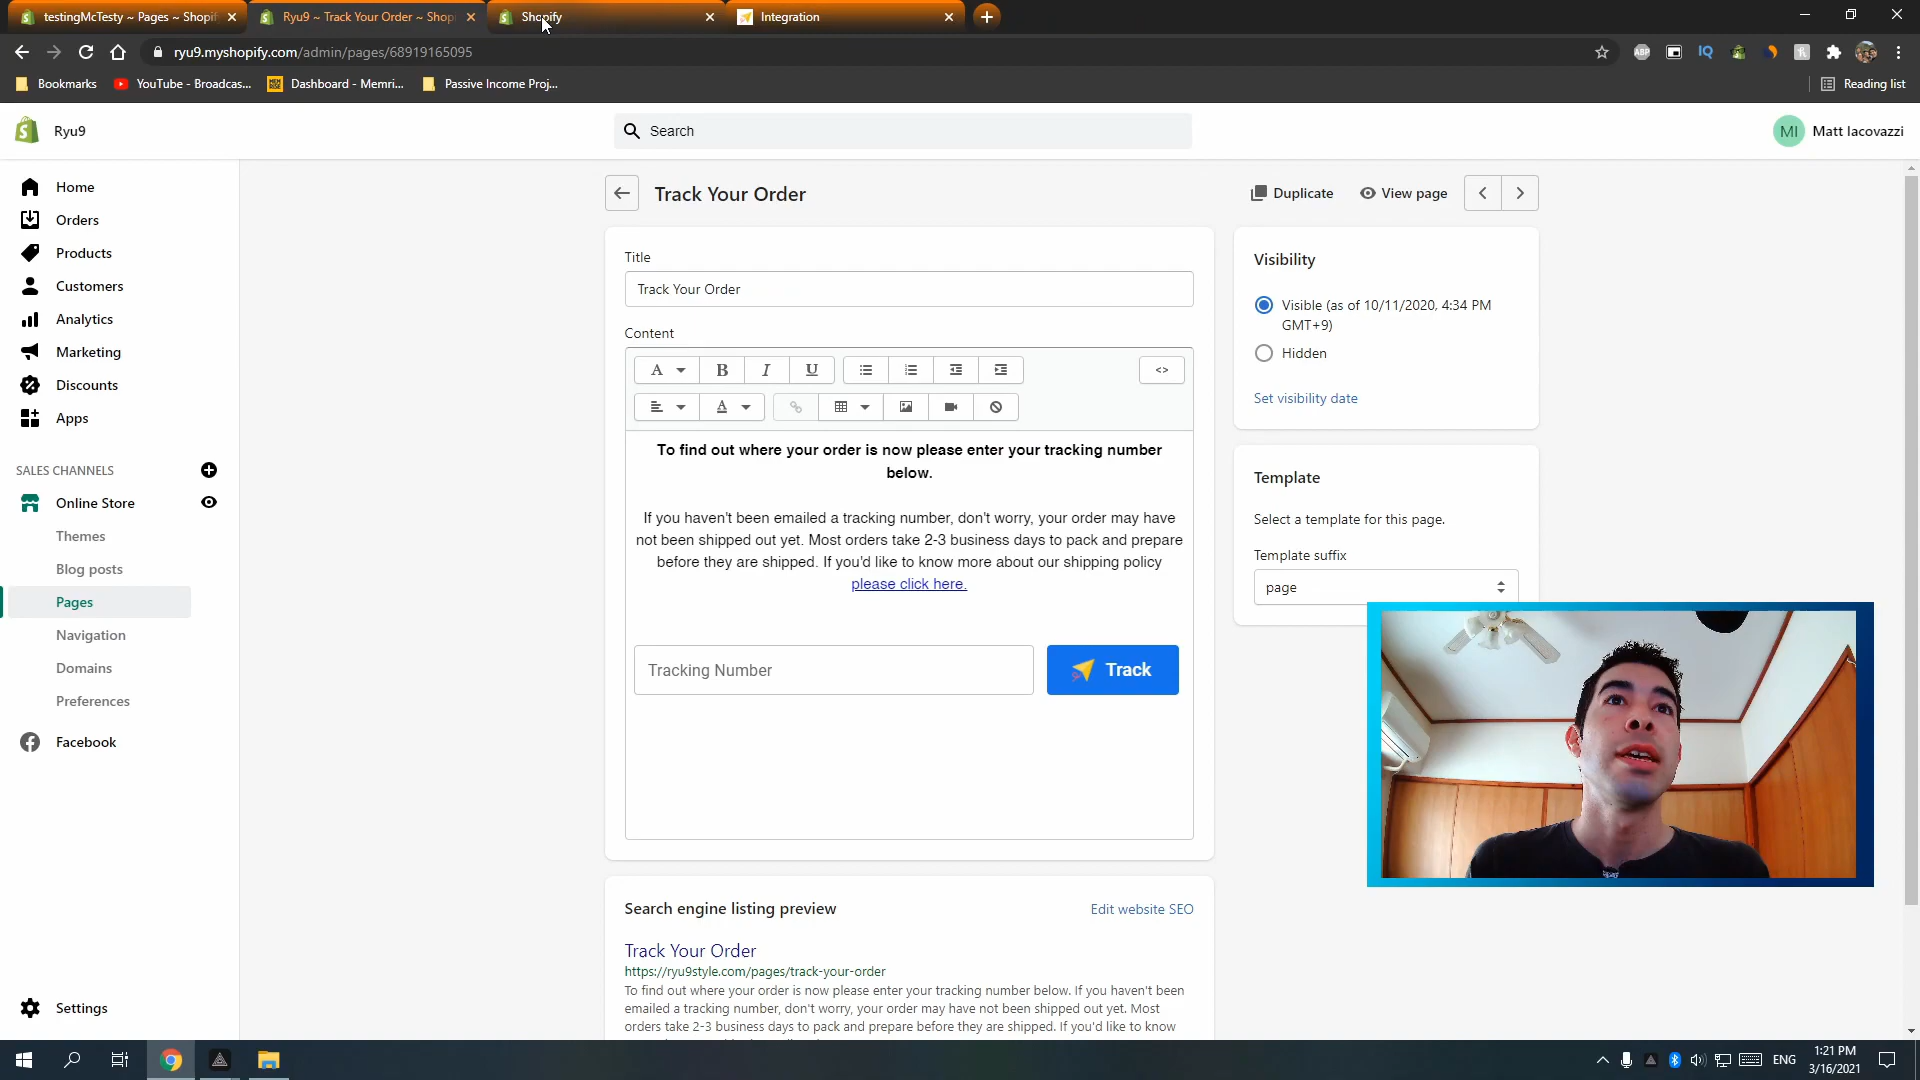 testingMcTesty ~ Pages ~ Shopif
Ryu9 ~ Track Your Order ~ Shop
Shopify
Integration
ryu9.myshopify.com/admin/pages/68919165095
ABP
IQ
Bookmarks
YouTube - Broadcas...
Dashboard - Memri...
Passive Income Proj...
Reading list
Ryu9
Search
MI
Matt Iacovazzi
Home
Orders
Products
Customers
Analytics
Marketing
Discounts
Apps
SALES CHANNELS
Online Store
Themes
Blog posts
Pages
Navigation
Domains
Preferences
Facebook
Settings
Track Your Order
Duplicate
View page
Title
Track Your Order
Content
A
B
I
U
<>
A
To find out where your order is now please enter your tracking number
below.
If you haven't been emailed a tracking number, don't worry, your order may have
not been shipped out yet. Most orders take 2-3 business days to pack and prepare
before they are shipped. If you'd like to know more about our shipping policy
please click here.
Tracking Number
Track
Search engine listing preview
Edit website SEO
Track Your Order
https://ryu9style.com/pages/track-your-order
To find out where your order is now please enter your tracking number below. If you haven't been
emailed a tracking number, don't worry, your order may have not been shipped out yet. Most
orders take 2-3 business days to pack and prepare before they are shipped. If you'd like to know
Visibility
Visible (as of 10/11/2020, 4:34 PM
GMT+9)
Hidden
Set visibility date
Template
Select a template for this page.
Template suffix
page
ENG
1:21 PM
3/16/2021